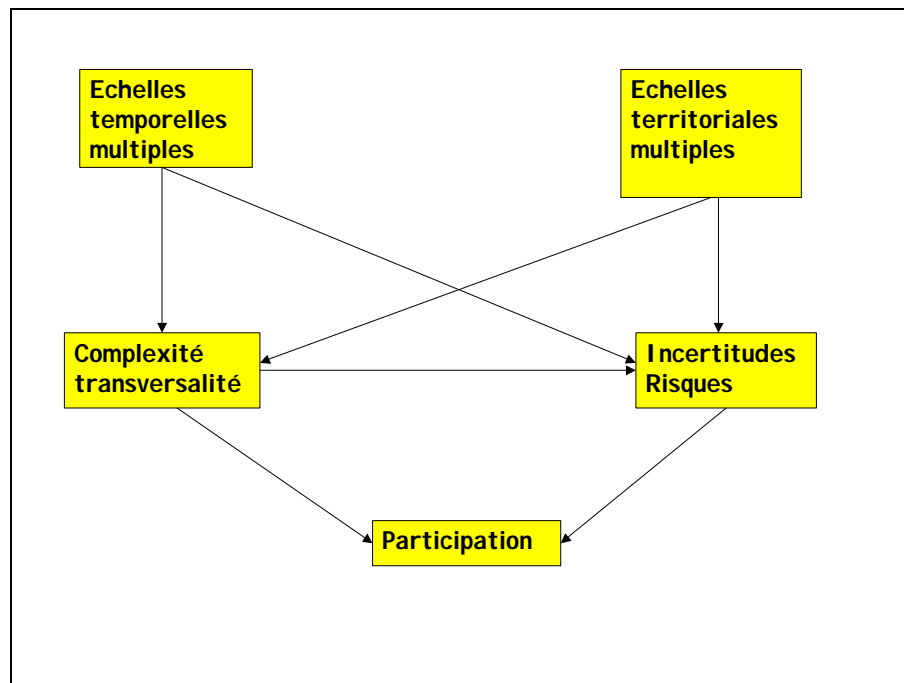 Echelles
temporelles
multiples
Echelles
territoriales
multiples
Complexité
transversalité
Incertitudes
Risques
Participation